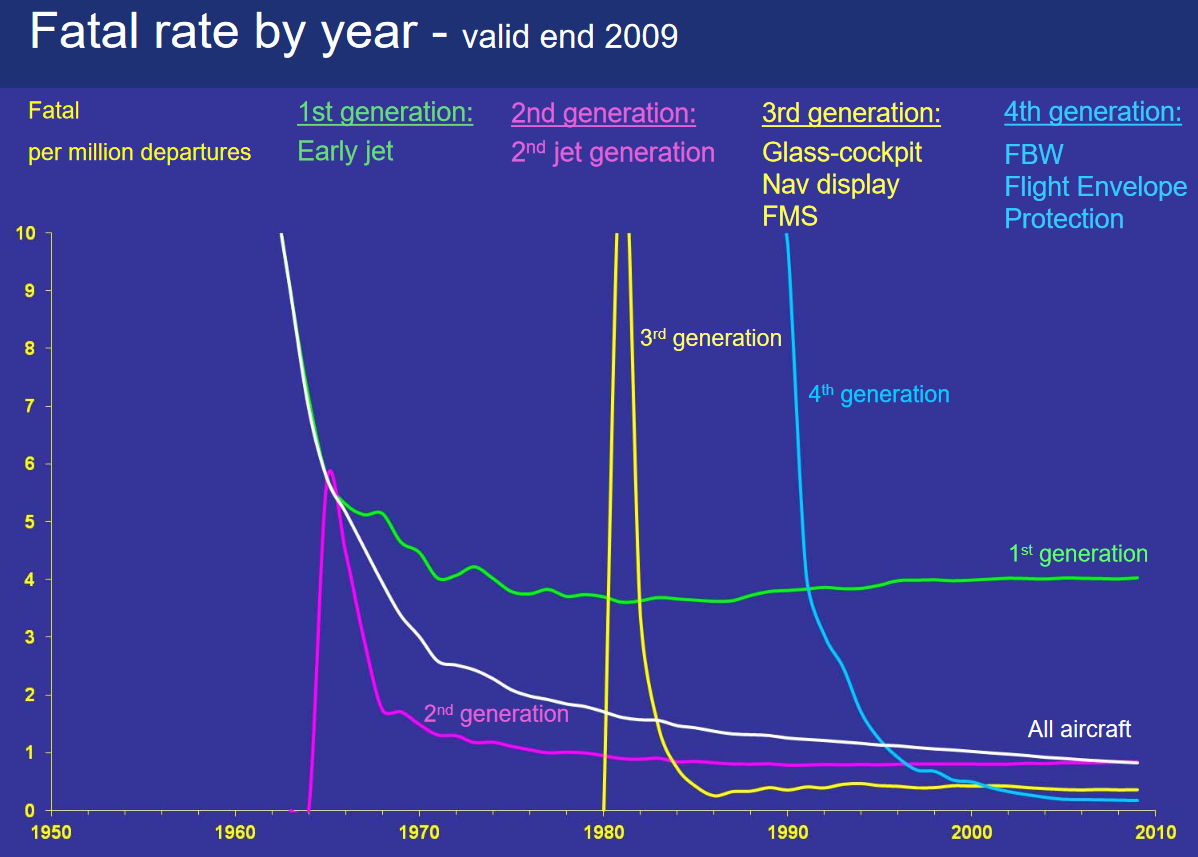 Fatal rate by year - valid end 2009
Fatal
per million departures
1st generation:
Early jet
2nd generation:
2nd jet generation
3rd generation:
Glass-cockpit
Nav display
FMS
4th generation:
FBW
Flight Envelope
Protection
10
9
8
7
6
5
4
3
2
1
0
3rd generation
4th generation
1st generation
2nd generation
All aircraft
1950 1960 1970 1980 1990 2000 2010